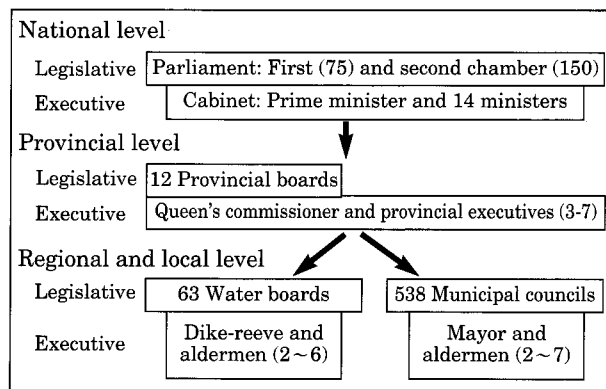 National level
Legislative Parliament: First (75) and second chamber (150)
Executive Cabinet: Prime minister and 14 ministers
Provincial level
Legislative 12 Provincial boards
Executive Queen's commissioner and provincial executives (3-7)
Regional and local level
Legislative 63 Water boards 538 Municipal councils
Executive Dike-reeve and aldermen (2~6) Mayor and aldermen (2~7)